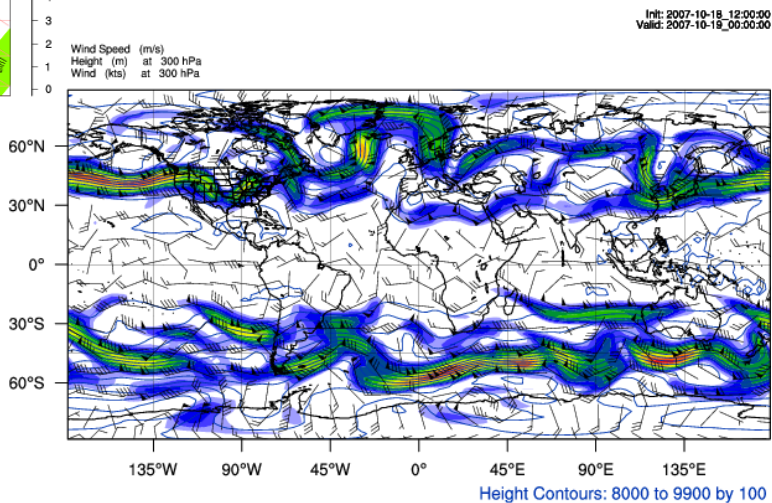 Init: 2007-10-18_12:00:00
Valid: 2007-10-19_00:00:00
3
2
1
0
Wind Speed (m/s)
Height (m) at 300 hPa
Wind (kts) at 300 hPa
60°N
30°N
0°
30°S
60°S
135°W 90°W 45°W 0° 45°E 90°E 135°E
Height Contours: 8000 to 9900 by 100